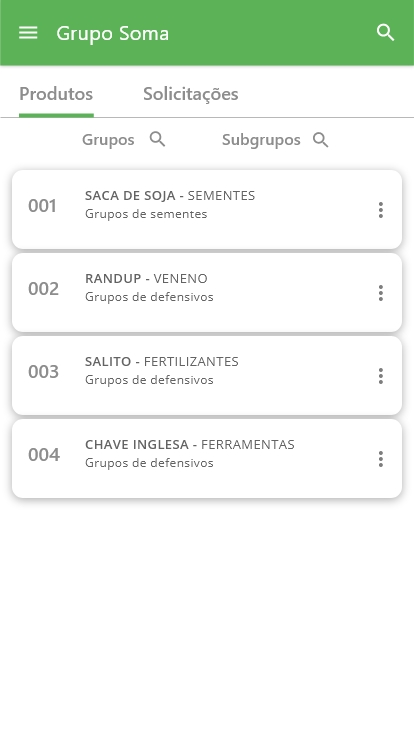 Grupo Soma
Produtos Solicitações
Grupos Subgrupos
001 SACA DE SOJA - SEMENTES
Grupos de sementes
002 RANDUP - VENENO
Grupos de defensivos
003 SALITO - FERTILIZANTES
Grupos de defensivos
004 CHAVE INGLESA - FERRAMENTAS
Grupos de defensivos